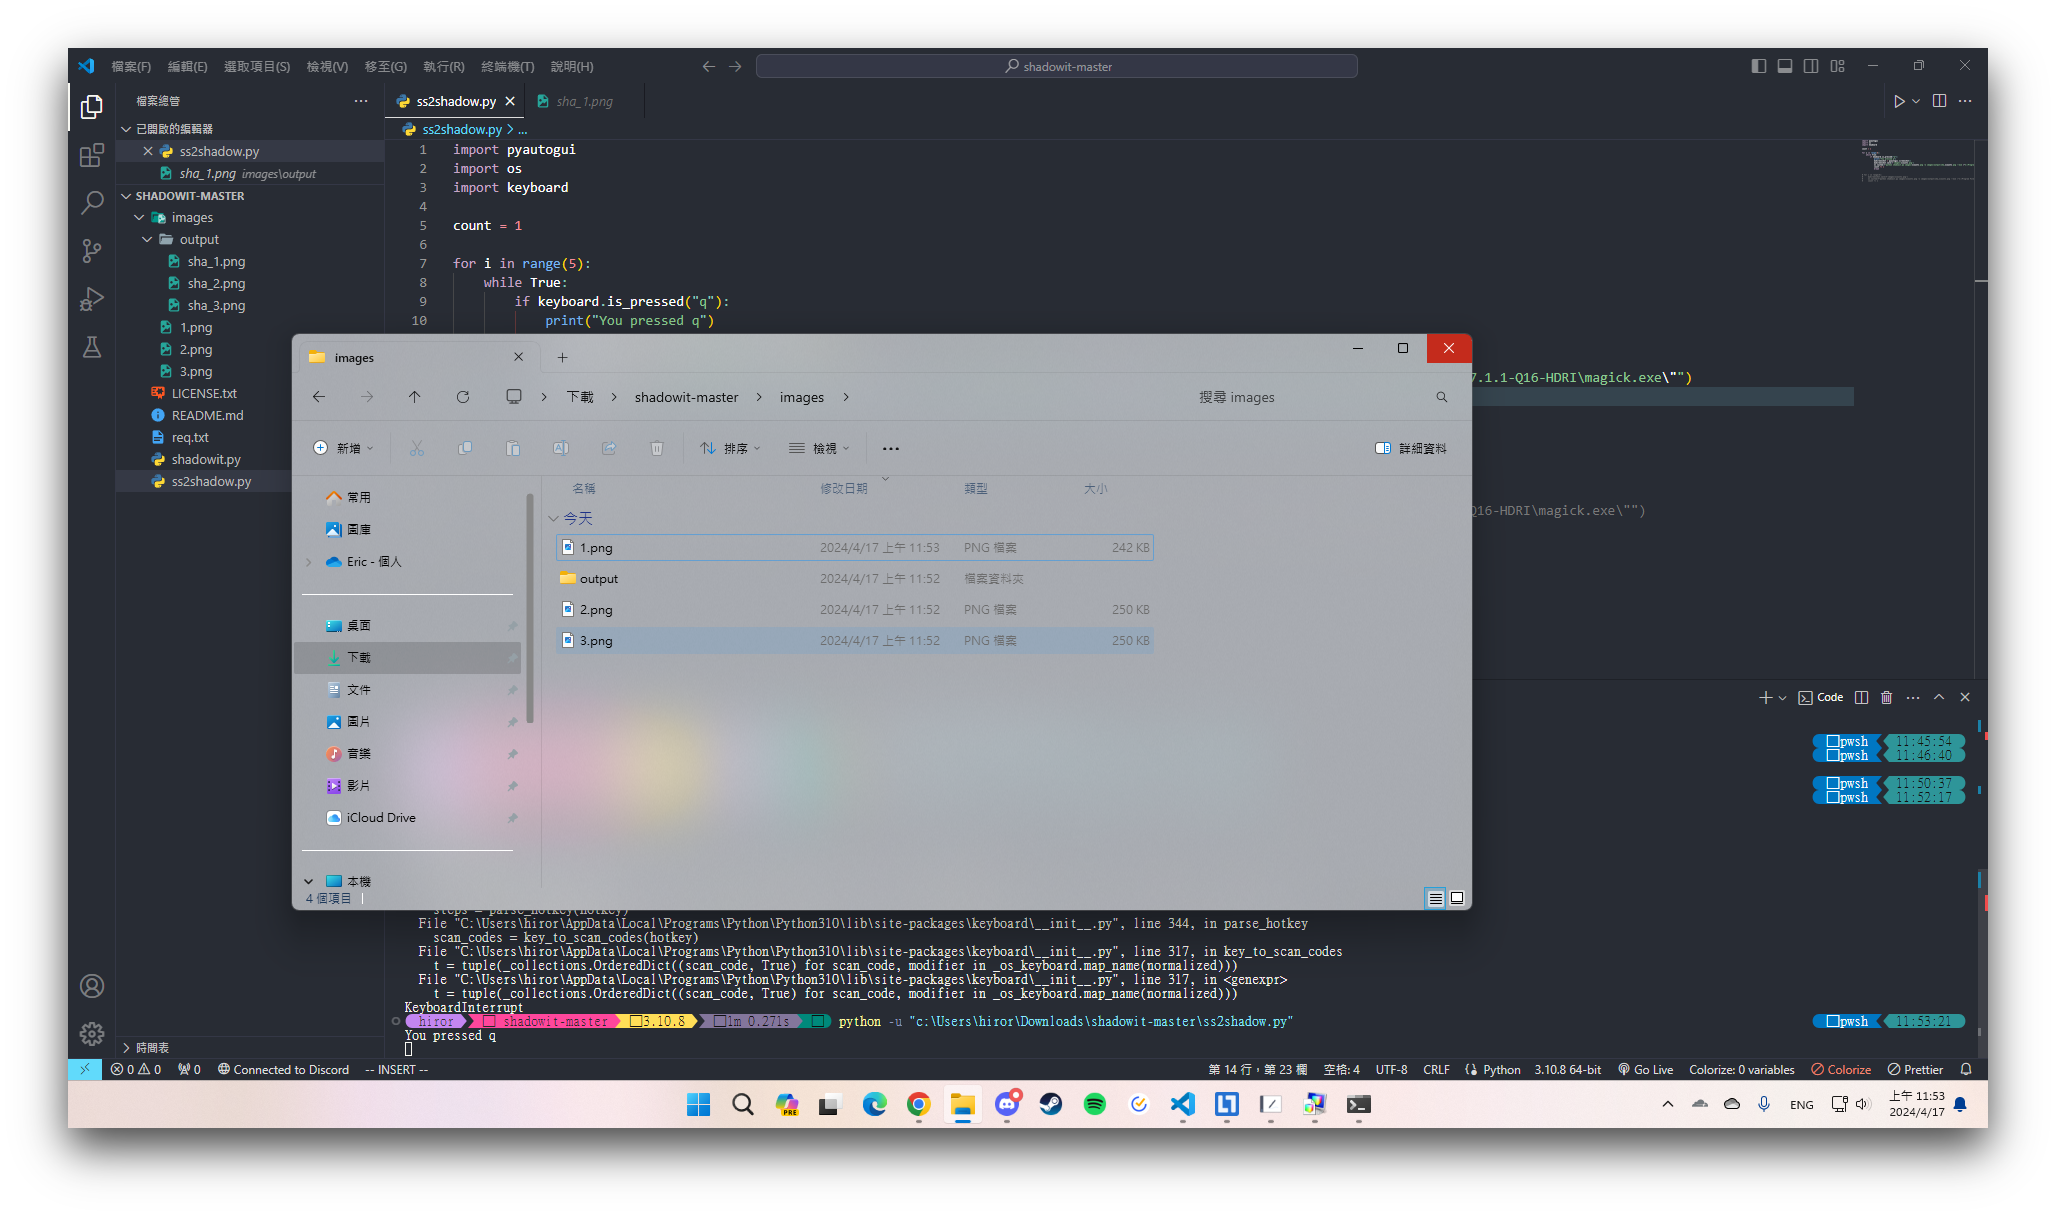 檔案(F) 編輯(E) 選取項目(S) 檢視(V) 移至(G) 執行(R) 終端機(T) 說明(H) shadowit-master
檔案總管
已開啟的編輯器
ss2shadow.py
sha_1.png images\output
SHADOWIT-MASTER
images
output
sha_1.png
sha_2.png
sha_3.png
1.png
2.png
3.png
LICENSE.txt
README.md
req.txt
shadowit.py
ss2shadow.py
時間表
ss2shadow.py sha_1.png
ss2shadow.py > ...
1 import pyautogui
2 import os
3 import keyboard
4
5 count = 1
6
7 for i in range(5):
8 while True:
9 if keyboard.is_pressed("q"):
10 print("You pressed q")
7.1.1-Q16-HDRI\magick.exe\"")
Q16-HDRI\magick.exe\"")
images
下載 > shadowit-master > images >
搜尋 images
新增 排序 檢視 ... 詳細資料
常用
圖庫
Eric - 個人
桌面
下載
文件
圖片
音樂
影片
iCloud Drive
本機
4 個項目
名稱 修改日期 類型 大小
今天
1.png 2024/4/17 上午 11:53 PNG 檔案 242 KB
output 2024/4/17 上午 11:52 檔案資料夾
2.png 2024/4/17 上午 11:52 PNG 檔案 250 KB
3.png 2024/4/17 上午 11:52 PNG 檔案 250 KB
Code
pwsh 11:45:54
pwsh 11:46:40
pwsh 11:50:37
pwsh 11:52:17
steps = parse_hotkey(hotkey)
File "C:\Users\hiror\AppData\Local\Programs\Python\Python310\lib\site-packages\keyboard\__init__.py", line 344, in parse_hotkey
scan_codes = key_to_scan_codes(hotkey)
File "C:\Users\hiror\AppData\Local\Programs\Python\Python310\lib\site-packages\keyboard\__init__.py", line 317, in key_to_scan_codes
t = tuple(_collections.OrderedDict((scan_code, True) for scan_code, modifier in _os_keyboard.map_name(normalized)))
File "C:\Users\hiror\AppData\Local\Programs\Python\Python310\lib\site-packages\keyboard\__init__.py", line 317, in <genexpr>
t = tuple(_collections.OrderedDict((scan_code, True) for scan_code, modifier in _os_keyboard.map_name(normalized)))
KeyboardInterrupt
hiror shadowit-master 3.10.8 1m 0.271s python -u "c:\Users\hiror\Downloads\shadowit-master\ss2shadow.py" pwsh 11:53:21
You pressed q
0 0 0 Connected to Discord -- INSERT -- 第 14 行，第 23 欄 空格: 4 UTF-8 CRLF Python 3.10.8 64-bit Go Live Colorize: 0 variables Colorize Prettier
PRE
ENG
上午 11:53
2024/4/17